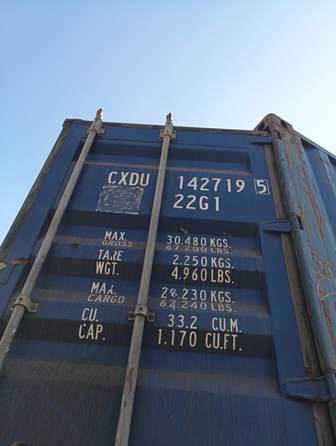 CXDU 142719 5
22G1
MAX. GROSS 30.480 KGS. 67.200 LBS.
TARE WGT. 2.250 KGS. 4.960 LBS.
MAX. CARGO 28.230 KGS. 62.240 LBS.
CU. CAP. 33.2 CU.M. 1.170 CU.FT.